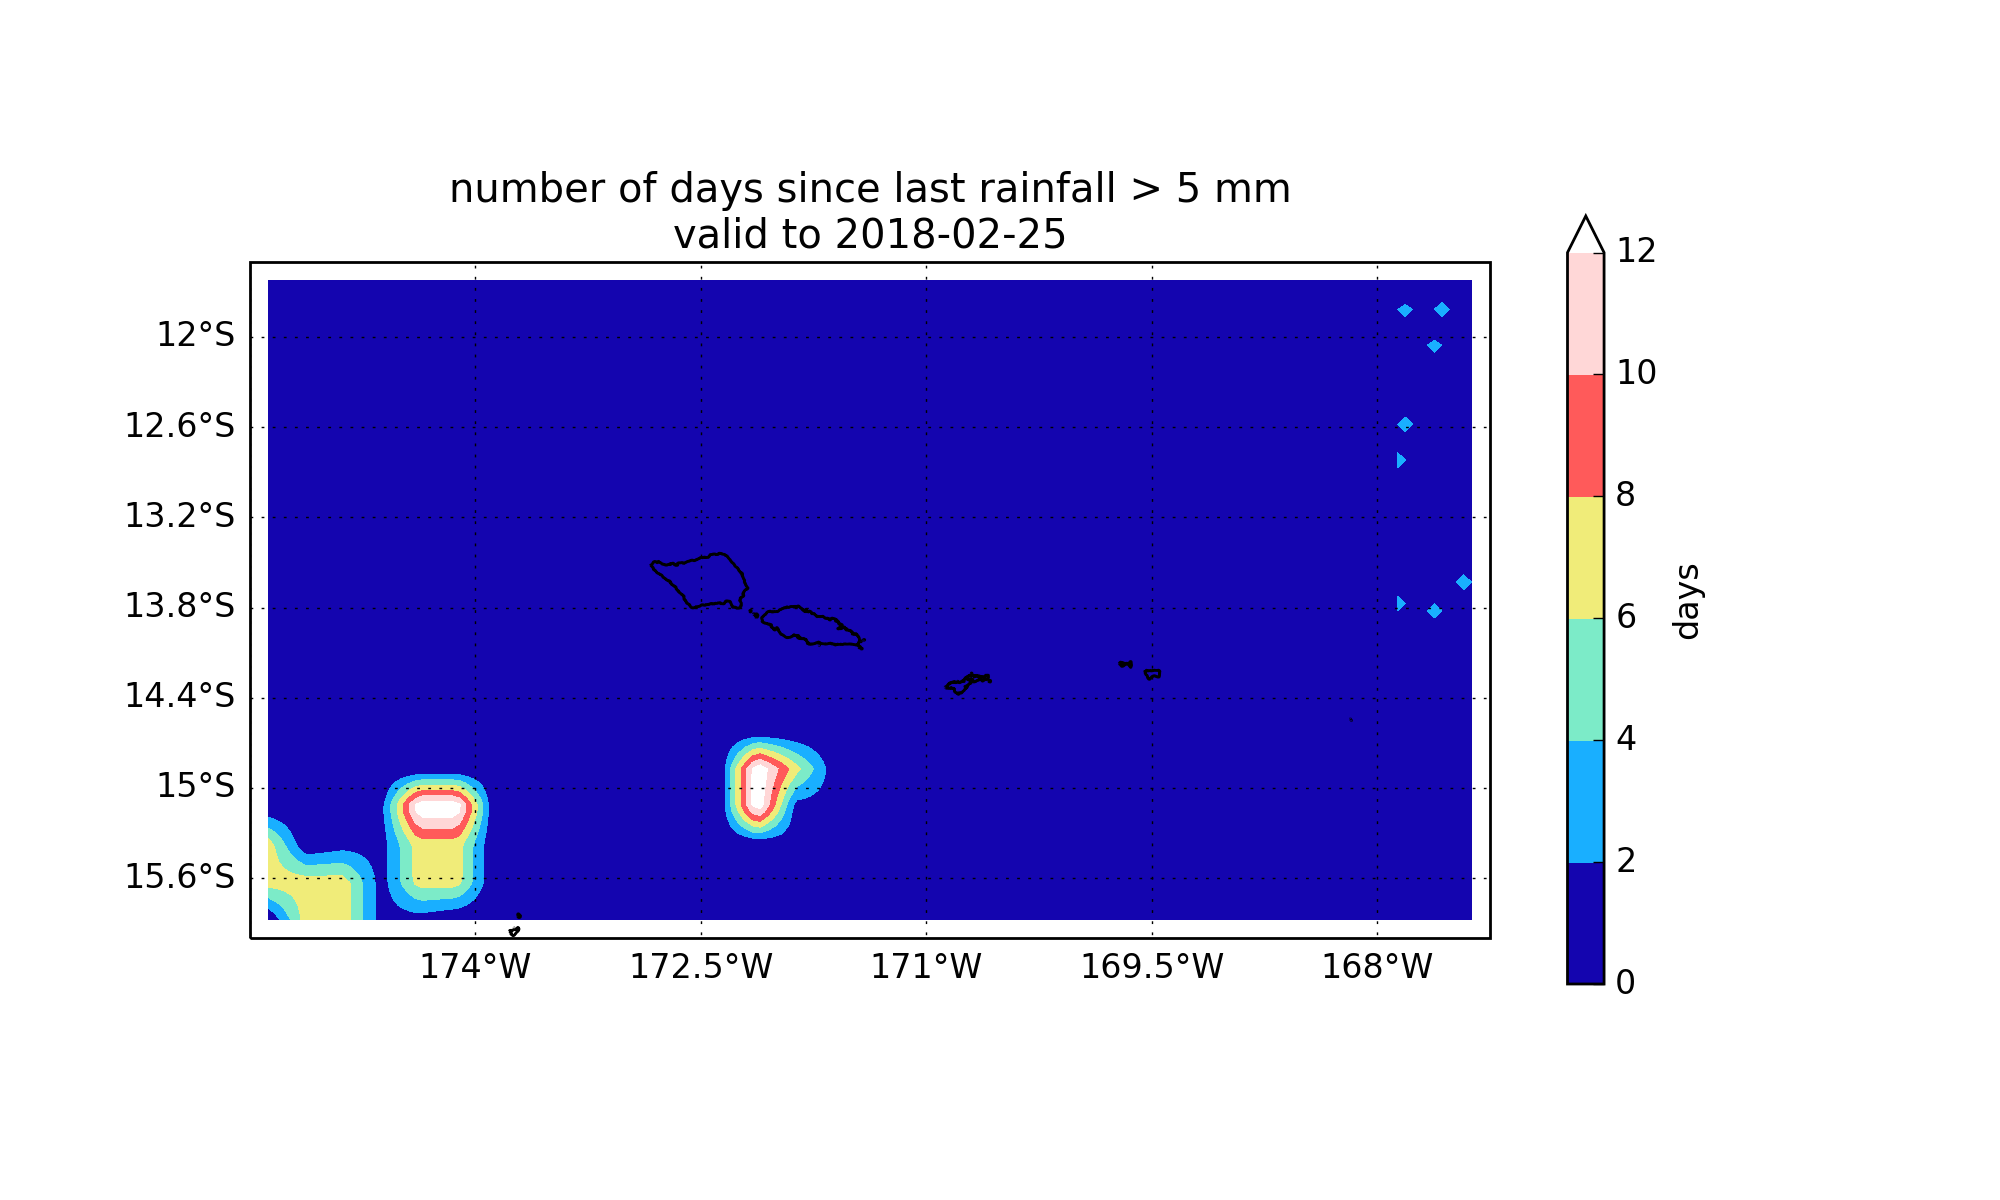 number of days since last rainfall > 5 mm
valid to 2018-02-25
12°S
12.6°S
13.2°S
13.8°S
14.4°S
15°S
15.6°S
174°W
172.5°W
171°W
169.5°W
168°W
12
10
8
6
4
2
0
days